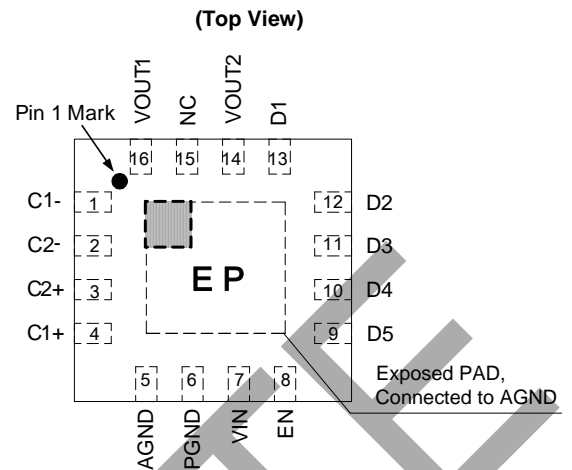 (Top View)
VOUT1
NC
VOUT2
D1
Pin 1 Mark
16
15
14
13
C1- 1
12 D2
C2- 2
11 D3
C2+ 3
10 D4
C1+ 4
9 D5
EP
5
6
7
8
Exposed PAD,
Connected to AGND
AGND
PGND
VIN
EN